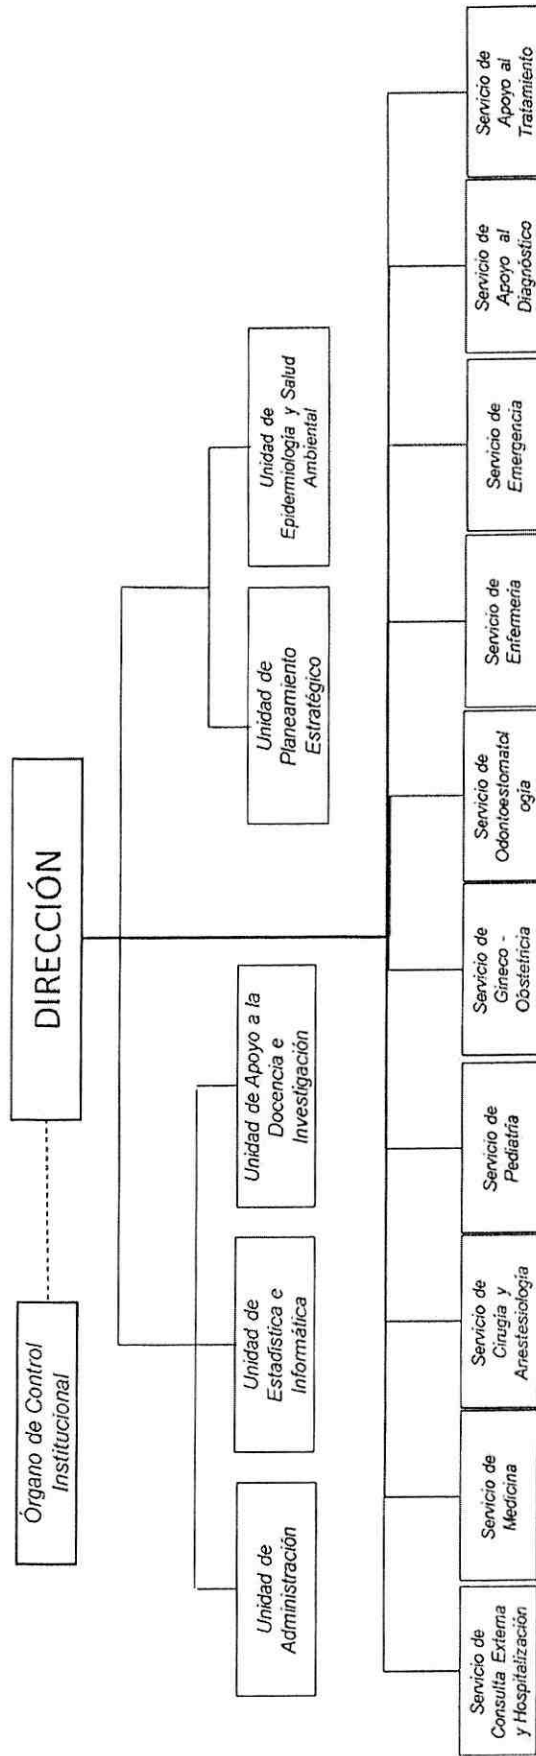 DIRECCIÓN
Órgano de Control
Institucional
Unidad de
Administración
Unidad de
Estadística e
Informática
Unidad de Apoyo a la
Docencia e
Investigación
Unidad de
Planeamiento
Estratégico
Unidad de
Epidemiología y Salud
Ambiental
Servicio de
Consulta Externa
y Hospitalización
Servicio de
Medicina
Servicio de
Cirugía y
Anestesiología
Servicio de
Pediatría
Servicio de
Gineco -
Obstetricia
Servicio de
Odontoestomatol
ogía
Servicio de
Enfermería
Servicio de
Emergencia
Servicio de
Apoyo al
Diagnóstico
Servicio de
Apoyo al
Tratamiento